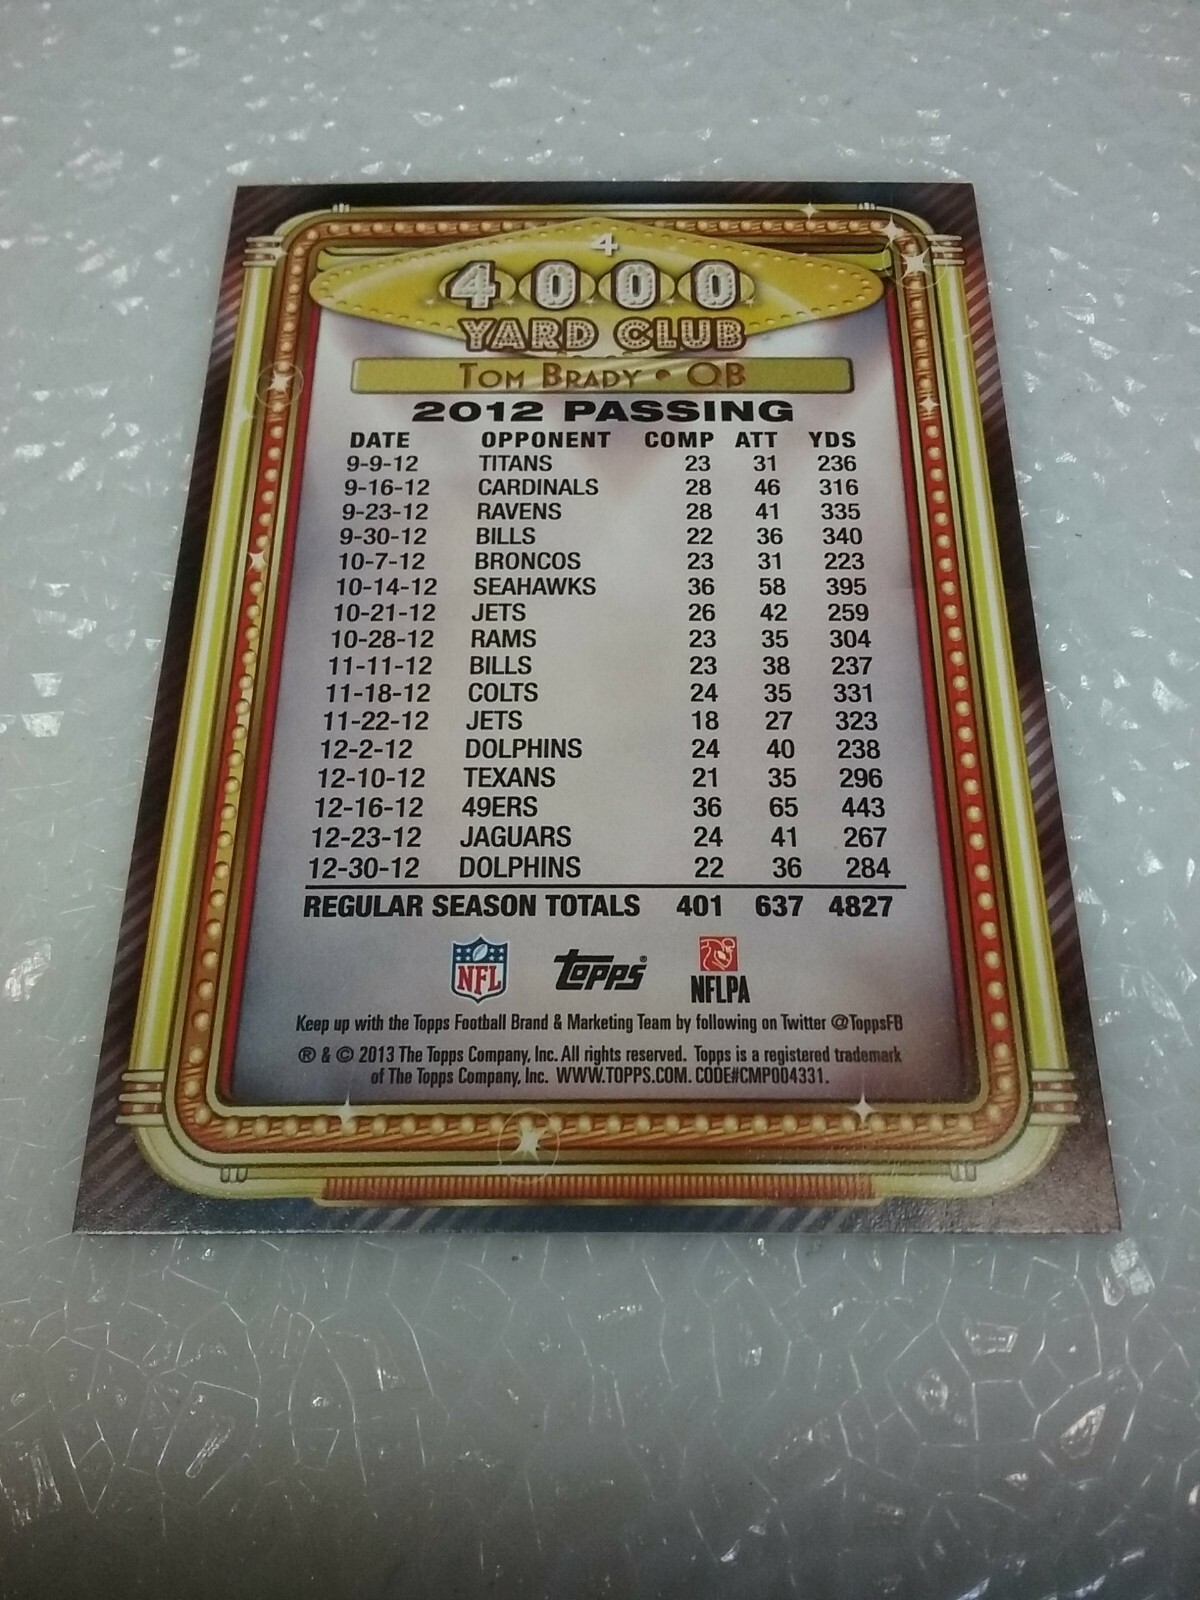 4
4000
YARD CLUB
TOM BRADY • QB
2012 PASSING
DATE OPPONENT COMP ATT YDS
9-9-12 TITANS 23 31 236
9-16-12 CARDINALS 28 46 316
9-23-12 RAVENS 28 41 335
9-30-12 BILLS 22 36 340
10-7-12 BRONCOS 23 31 223
10-14-12 SEAHAWKS 36 58 395
10-21-12 JETS 26 42 259
10-28-12 RAMS 23 35 304
11-11-12 BILLS 23 38 237
11-18-12 COLTS 24 35 331
11-22-12 JETS 18 27 323
12-2-12 DOLPHINS 24 40 238
12-10-12 TEXANS 21 35 296
12-16-12 49ERS 36 65 443
12-23-12 JAGUARS 24 41 267
12-30-12 DOLPHINS 22 36 284
REGULAR SEASON TOTALS 401 637 4827
NFL Topps® NFLPA
Keep up with the Topps Football Brand & Marketing Team by following on Twitter @ToppsFB
® & © 2013 The Topps Company, Inc. All rights reserved. Topps is a registered trademark
of The Topps Company, Inc. WWW.TOPPS.COM. CODE#CMP004331.